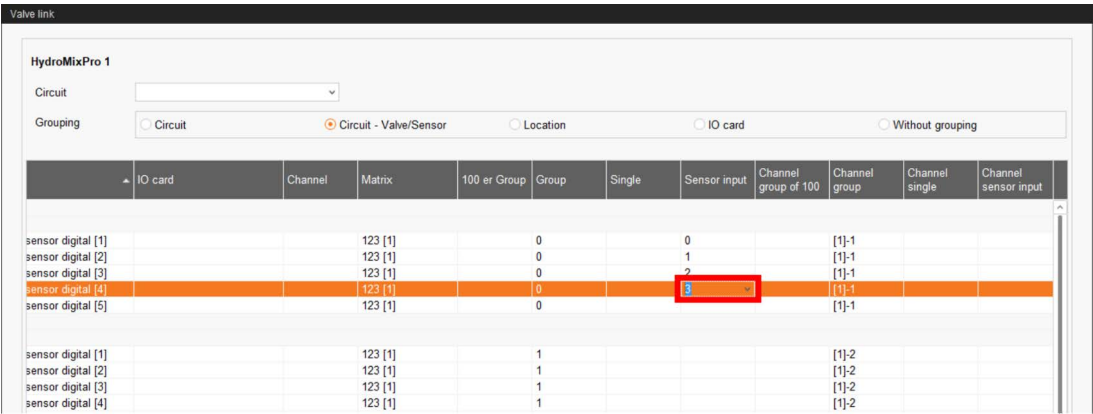 Valve link
HydroMixPro 1
Circuit
Grouping Circuit Circuit - Valve/Sensor Location IO card Without grouping
IO card Channel Matrix 100 er Group Group Single Sensor input Channel group of 100 Channel group Channel single Channel sensor input
sensor digital [1] 123 [1] 0 0 [1]-1
sensor digital [2] 123 [1] 0 1 [1]-1
sensor digital [3] 123 [1] 0 2 [1]-1
sensor digital [4] 123 [1] 0 3 [1]-1
sensor digital [5] 123 [1] 0 [1]-1
sensor digital [1] 123 [1] 1 [1]-2
sensor digital [2] 123 [1] 1 [1]-2
sensor digital [3] 123 [1] 1 [1]-2
sensor digital [4] 123 [1] 1 [1]-2